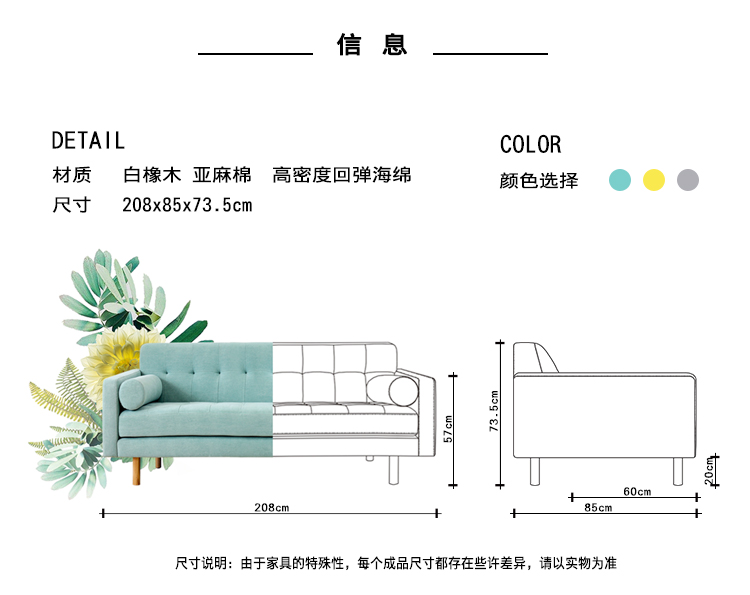 信 息
DETAIL
材质 白橡木 亚麻棉 高密度回弹海绵
尺寸 208x85x73.5cm
COLOR
颜色选择
57cm
208cm
73.5cm
20cm
60cm
85cm
尺寸说明：由于家具的特殊性，每个成品尺寸都存在些许差异，请以实物为准